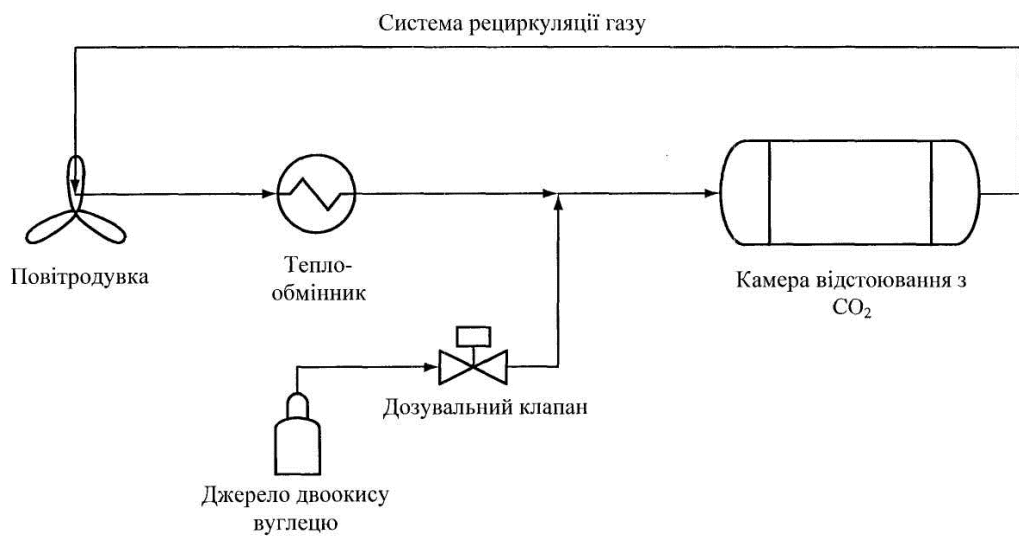 Система рециркуляції газу
Повітродувка
Тепло-
обмінник
Камера відстоювання з
CO₂
Дозувальний клапан
Джерело двоокису
вуглецю